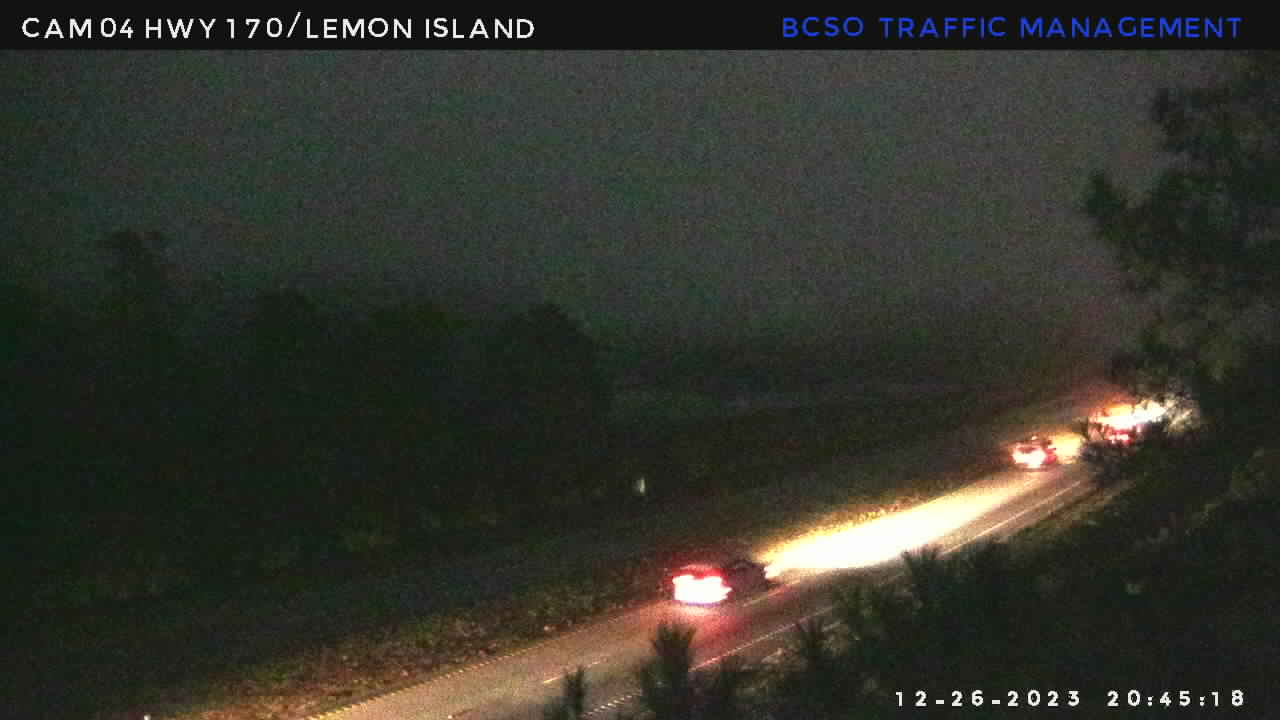 CAM04 HWY 170/LEMON ISLAND
BCSO TRAFFIC MANAGEMENT
12-26-2023 20:45:18